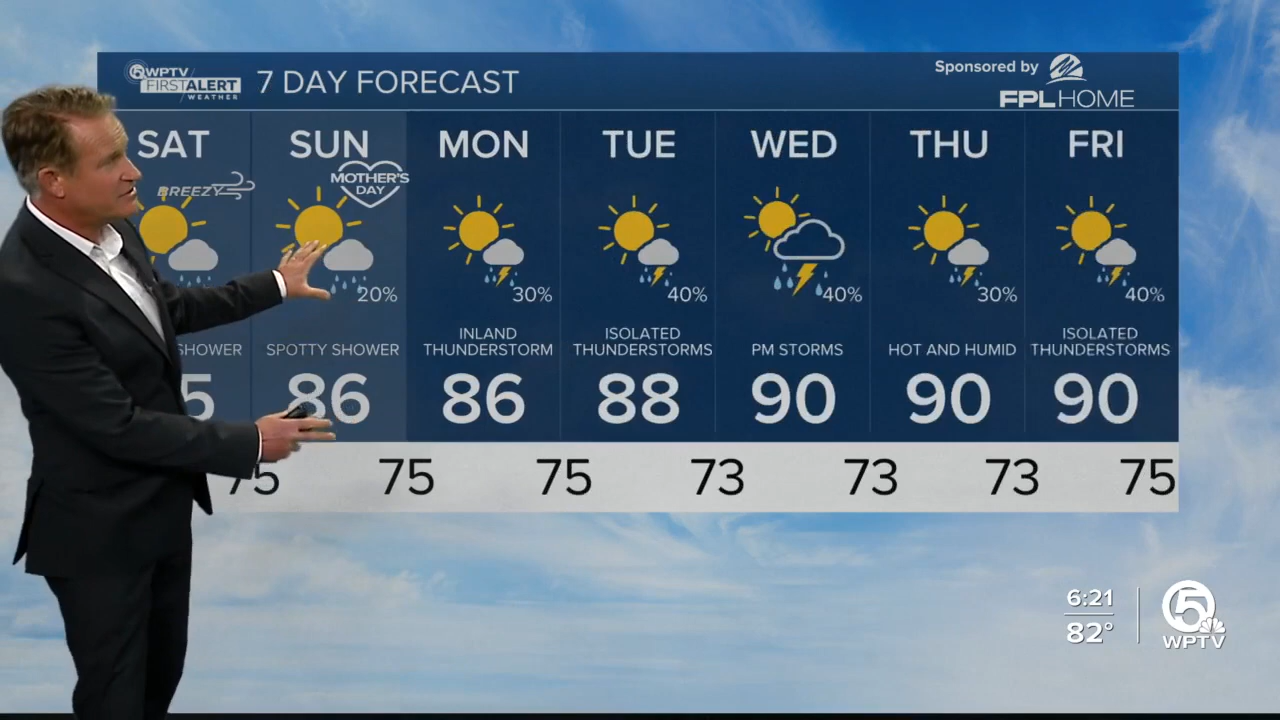 5 WPTV
FIRST ALERT
WEATHER
7 DAY FORECAST
Sponsored by
FPL HOME
SAT
SUN
MON
TUE
WED
THU
FRI
BREEZY
MOTHER'S
DAY
20%
30%
40%
40%
30%
40%
SHOWER
SPOTTY SHOWER
INLAND
THUNDERSTORM
ISOLATED
THUNDERSTORMS
PM STORMS
HOT AND HUMID
ISOLATED
THUNDERSTORMS
5
86
86
88
90
90
90
75
75
75
73
73
73
75
6:21
82°
5
WPTV